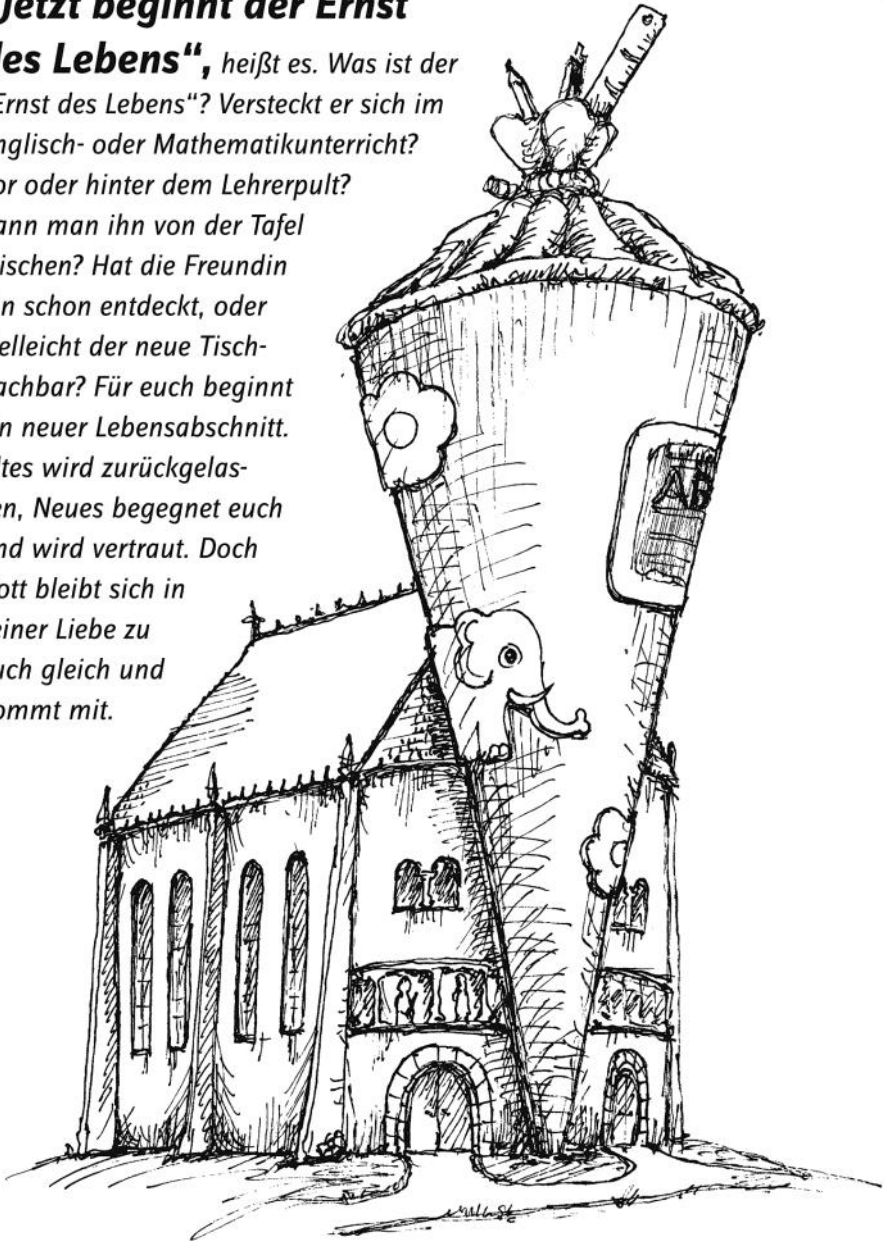 Jetzt beginnt der Ernst
les Lebens“, heißt es. Was ist der
Ernst des Lebens“? Versteckt er sich im
nglisch- oder Mathematikunterricht?
or oder hinter dem Lehrerpult?
ann man ihn von der Tafel
ischen? Hat die Freundin
n schon entdeckt, oder
elleicht der neue Tisch-
achbar? Für euch beginnt
n neuer Lebensabschnitt.
ltes wird zurückgelas-
en, Neues begegnet euch
nd wird vertraut. Doch
ott bleibt sich in
einer Liebe zu
uch gleich und
ommt mit.
AB